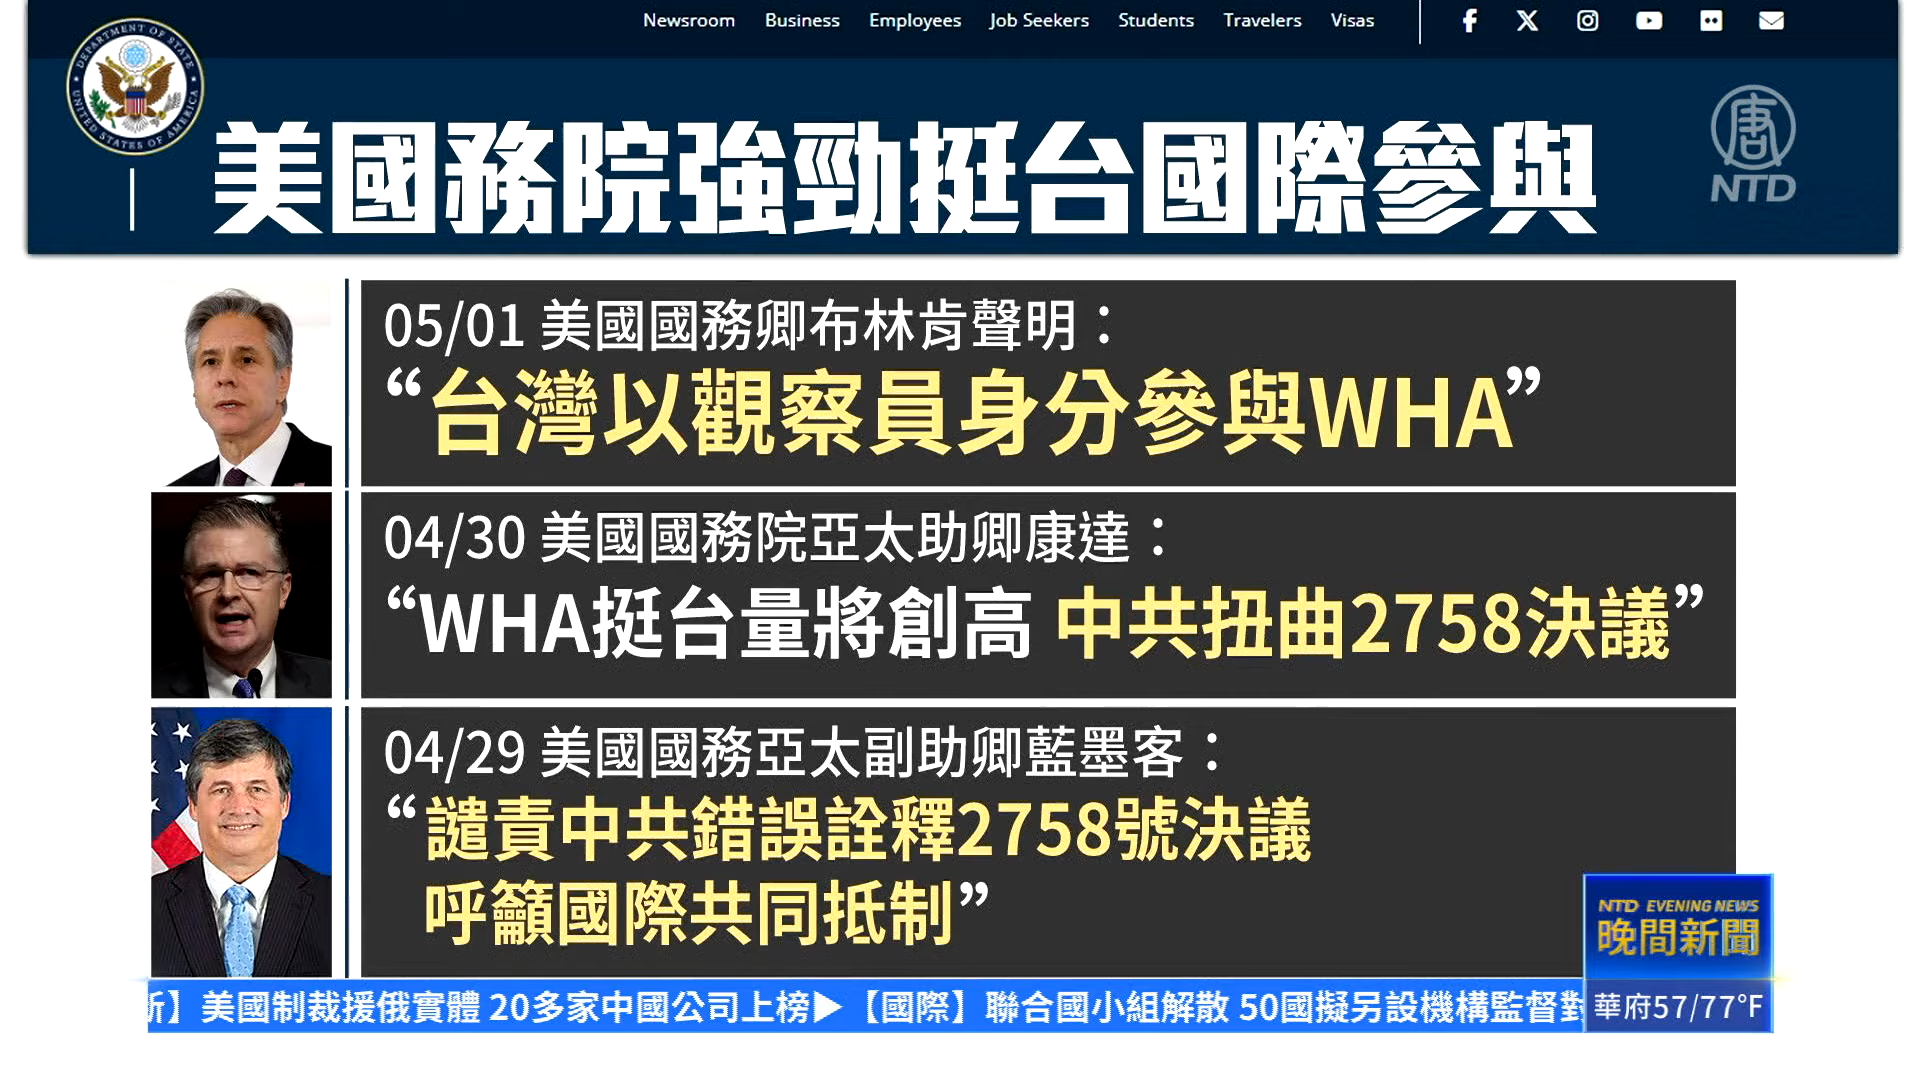 Newsroom Business Employees Job Seekers Students Travelers Visas
DEPARTMENT OF STATE
UNITED STATES OF AMERICA
美國務院強勁挺台國際參與
唐
NTD
05/01 美國國務卿布林肯聲明：
“台灣以觀察員身分參與WHA”
04/30 美國國務院亞太助卿康達：
“WHA挺台量將創高 中共扭曲2758決議”
04/29 美國國務亞太副助卿藍墨客：
“譴責中共錯誤詮釋2758號決議
呼籲國際共同抵制”
NTD EVENING NEWS
晚間新聞
】美國制裁援俄實體 20多家中國公司上榜▶【國際】聯合國小組解散 50國擬另設機構監督
華府57/77°F